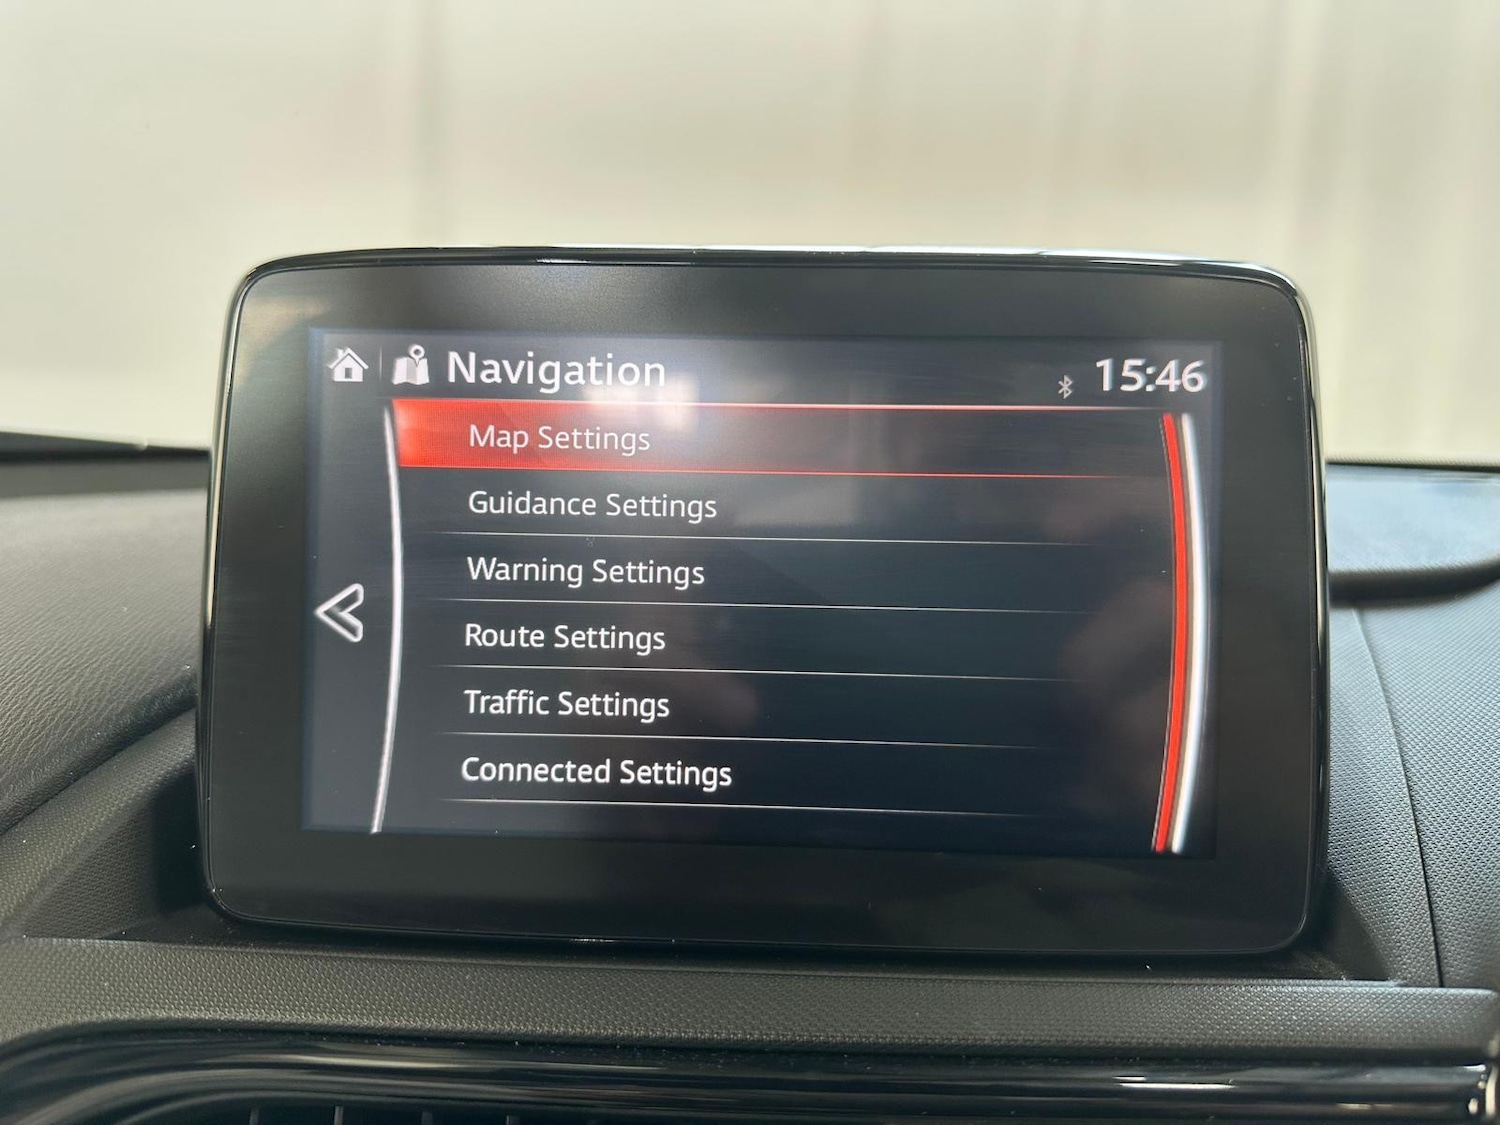 Navigation
15:46
Map Settings
Guidance Settings
Warning Settings
Route Settings
Traffic Settings
Connected Settings